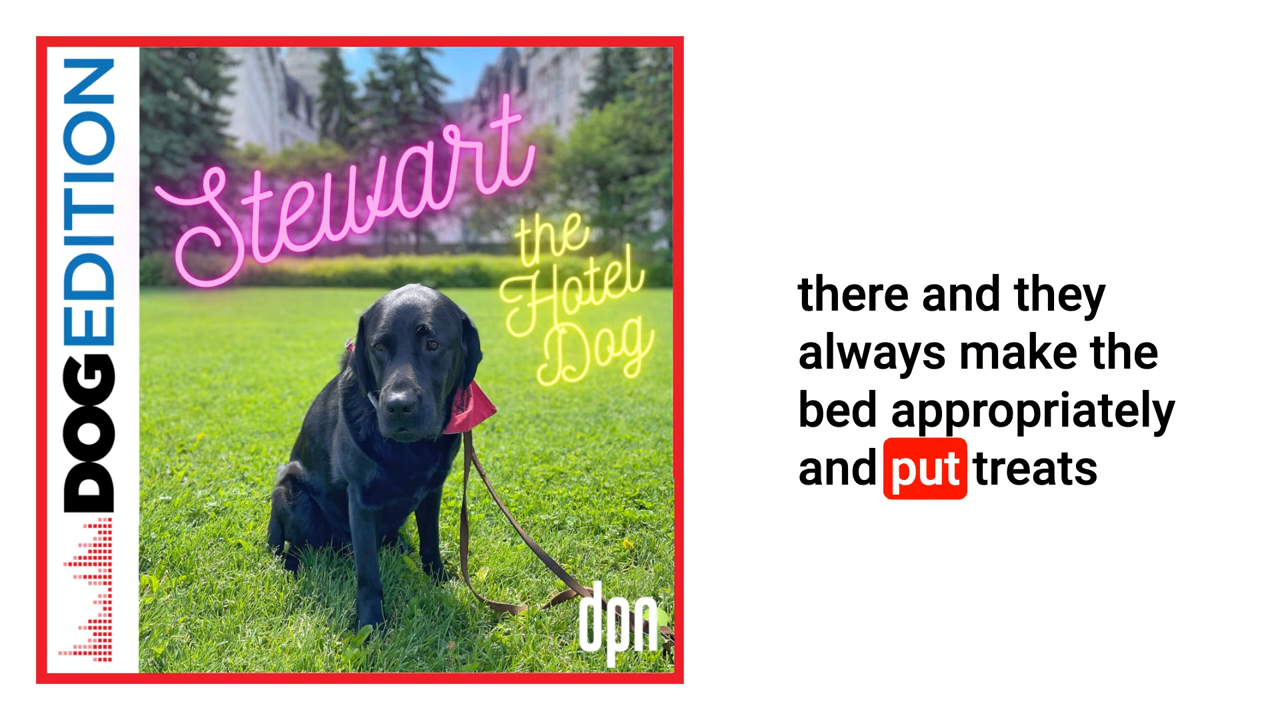 DOGEDITION
Stewart
the
Hotel
Dog
dpn
there and they
always make the
bed appropriately
and put treats